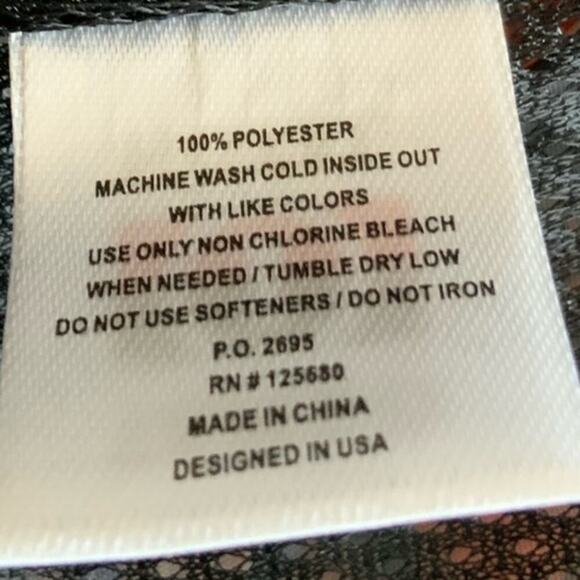 100% POLYESTER
MACHINE WASH COLD INSIDE OUT
WITH LIKE COLORS
USE ONLY NON CHLORINE BLEACH
WHEN NEEDED / TUMBLE DRY LOW
DO NOT USE SOFTENERS / DO NOT IRON
P.O. 2695
RN # 125680
MADE IN CHINA
DESIGNED IN USA